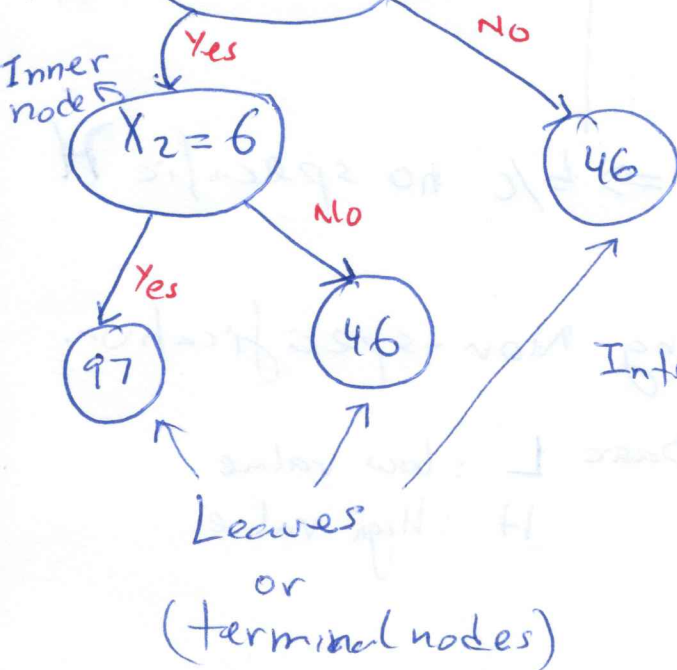 No
Yes
Inner
node
X2 = 6
46
No
Yes
46
97
Leaves
or
(terminal nodes)